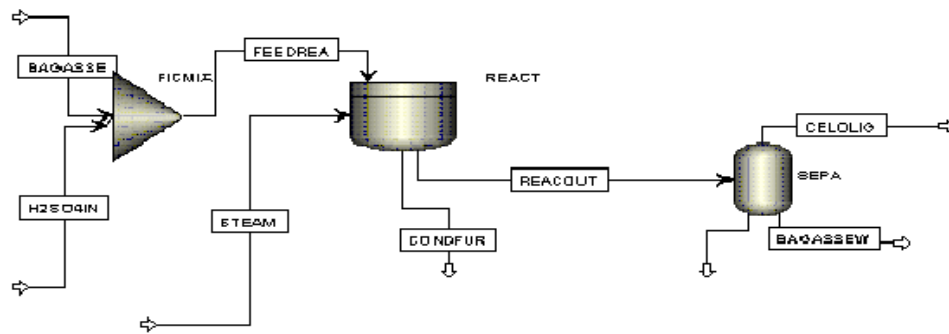 FEEDREA
BAGASSE
FICMIX
REACT
CELOLIG
H2SO4IN
STEAM
REACOUT
SEPA
CONDFUR
BAGASSEW